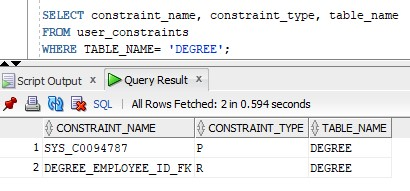 SELECT constraint_name, constraint_type, table_name
FROM user_constraints
WHERE TABLE_NAME= 'DEGREE';
Script Output x Query Result x
SQL | All Rows Fetched: 2 in 0.594 seconds
CONSTRAINT_NAME CONSTRAINT_TYPE TABLE_NAME
1 SYS_C0094787 P DEGREE
2 DEGREE_EMPLOYEE_ID_FK R DEGREE